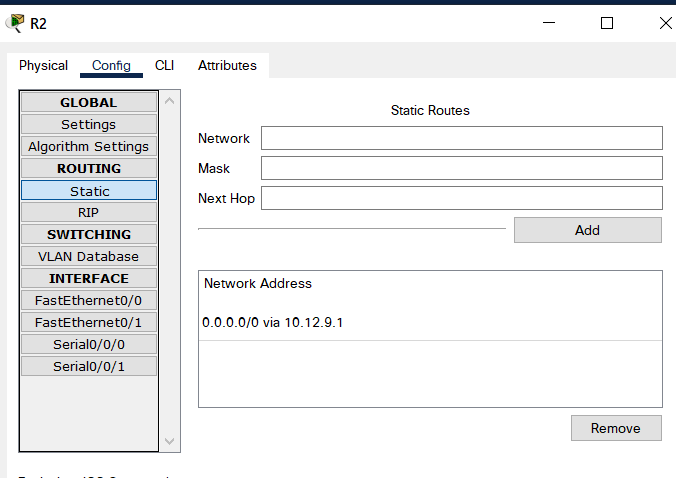 R2
Physical Config CLI Attributes
GLOBAL
Settings
Algorithm Settings
ROUTING
Static
RIP
SWITCHING
VLAN Database
INTERFACE
FastEthernet0/0
FastEthernet0/1
Serial0/0/0
Serial0/0/1
Static Routes
Network
Mask
Next Hop
Add
Network Address
0.0.0.0/0 via 10.12.9.1
Remove